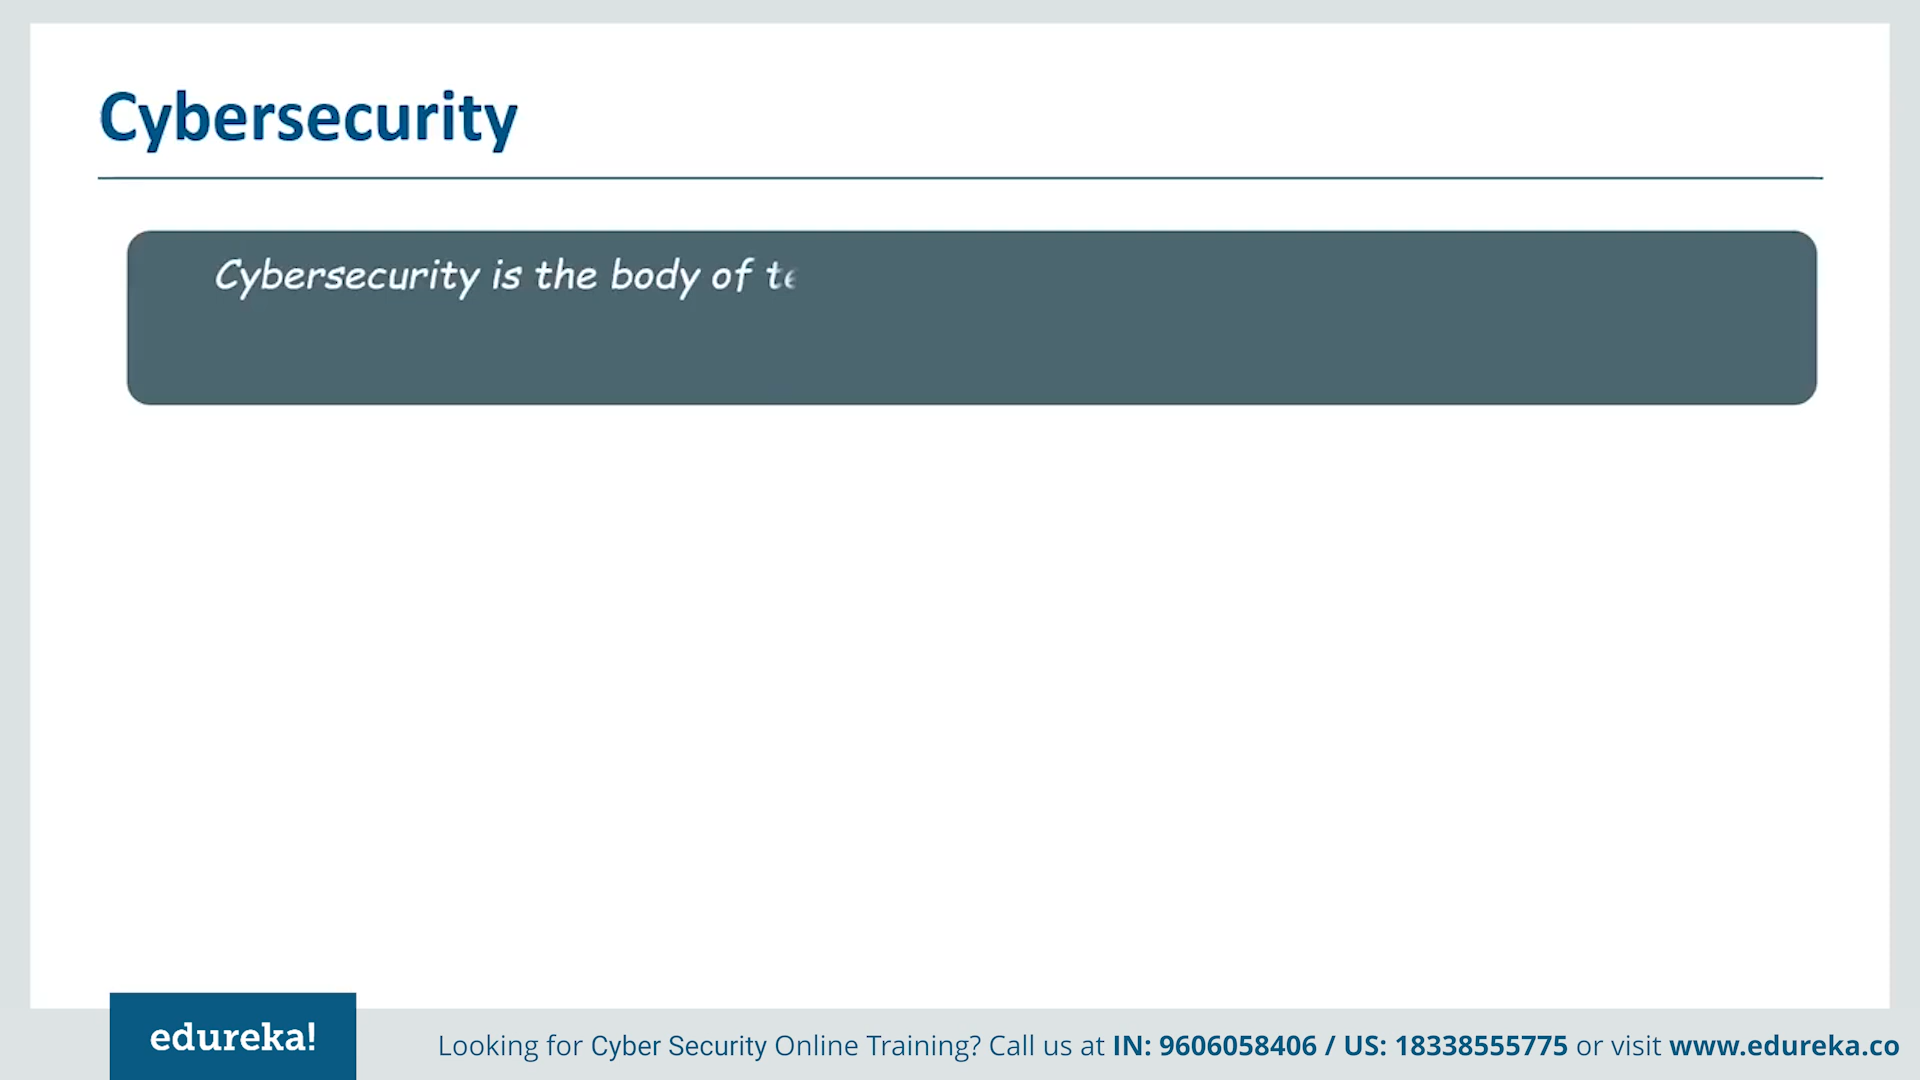 Cybersecurity
Cybersecurity is the body of
edureka!
Looking for Cyber Security Online Training? Call us at IN: 9606058406 / US: 18338555775 or visit www.edureka.co